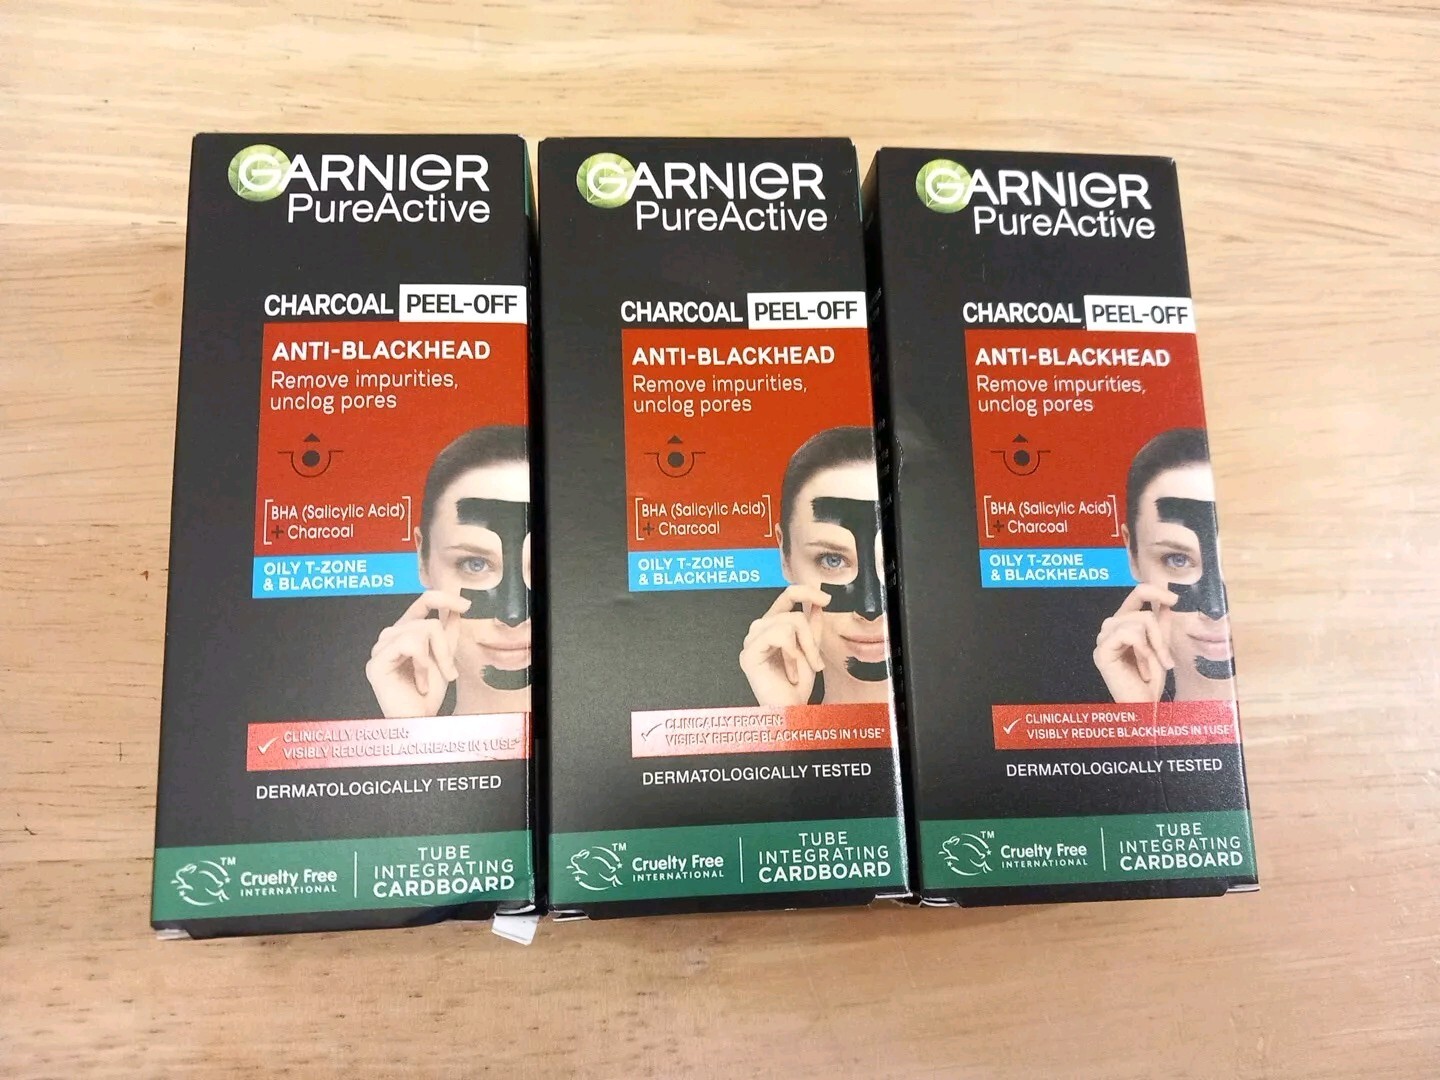 GARNIER
PureActive
CHARCOAL PEEL-OFF
ANTI-BLACKHEAD
Remove impurities,
unclog pores
BHA (Salicylic Acid)
+ Charcoal
OILY T-ZONE
& BLACKHEADS
CLINICALLY PROVEN:
VISIBLY REDUCE BLACKHEADS IN 1 USE*
DERMATOLOGICALLY TESTED
TM
Cruelty Free
INTERNATIONAL
TUBE
INTEGRATING
CARDBOARD
GARNIER
PureActive
CHARCOAL PEEL-OFF
ANTI-BLACKHEAD
Remove impurities,
unclog pores
BHA (Salicylic Acid)
+ Charcoal
OILY T-ZONE
& BLACKHEADS
CLINICALLY PROVEN:
VISIBLY REDUCE BLACKHEADS IN 1 USE*
DERMATOLOGICALLY TESTED
TM
Cruelty Free
INTERNATIONAL
TUBE
INTEGRATING
CARDBOARD
GARNIER
PureActive
CHARCOAL PEEL-OFF
ANTI-BLACKHEAD
Remove impurities,
unclog pores
BHA (Salicylic Acid)
+ Charcoal
OILY T-ZONE
& BLACKHEADS
CLINICALLY PROVEN:
VISIBLY REDUCE BLACKHEADS IN 1 USE*
DERMATOLOGICALLY TESTED
TM
Cruelty Free
INTERNATIONAL
TUBE
INTEGRATING
CARDBOARD